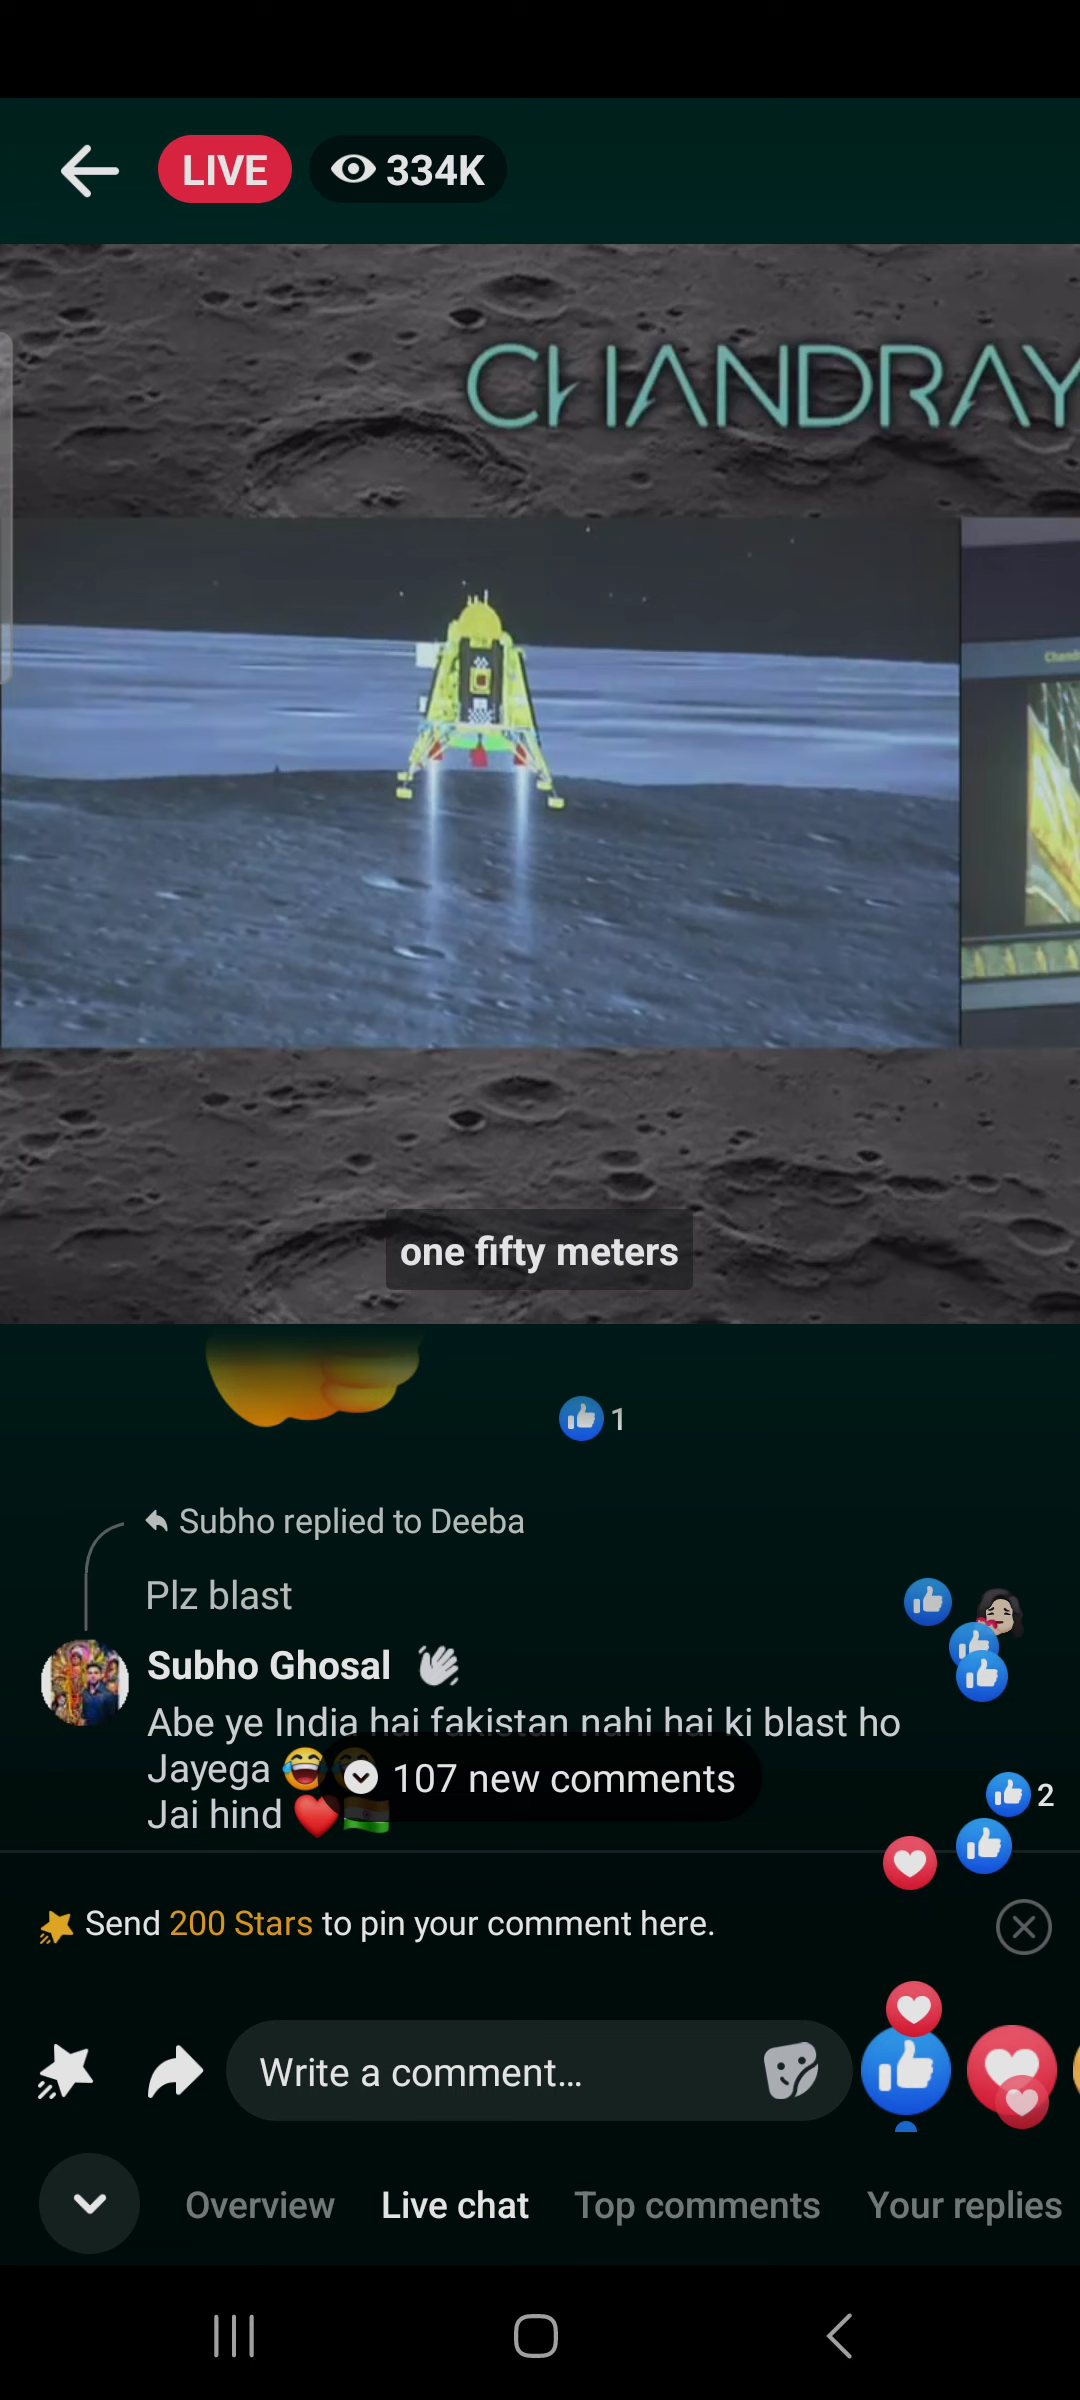 LIVE
334K
CHANDRAY
one fifty meters
1
Subho replied to Deeba
Plz blast
Subho Ghosal
Abe ye India hai fakistan nahi hai ki blast ho
Jayega 😂😂
107 new comments
Jai hind ❤️🇮🇳
2
Send 200 Stars to pin your comment here.
Write a comment...
Overview
Live chat
Top comments
Your replies